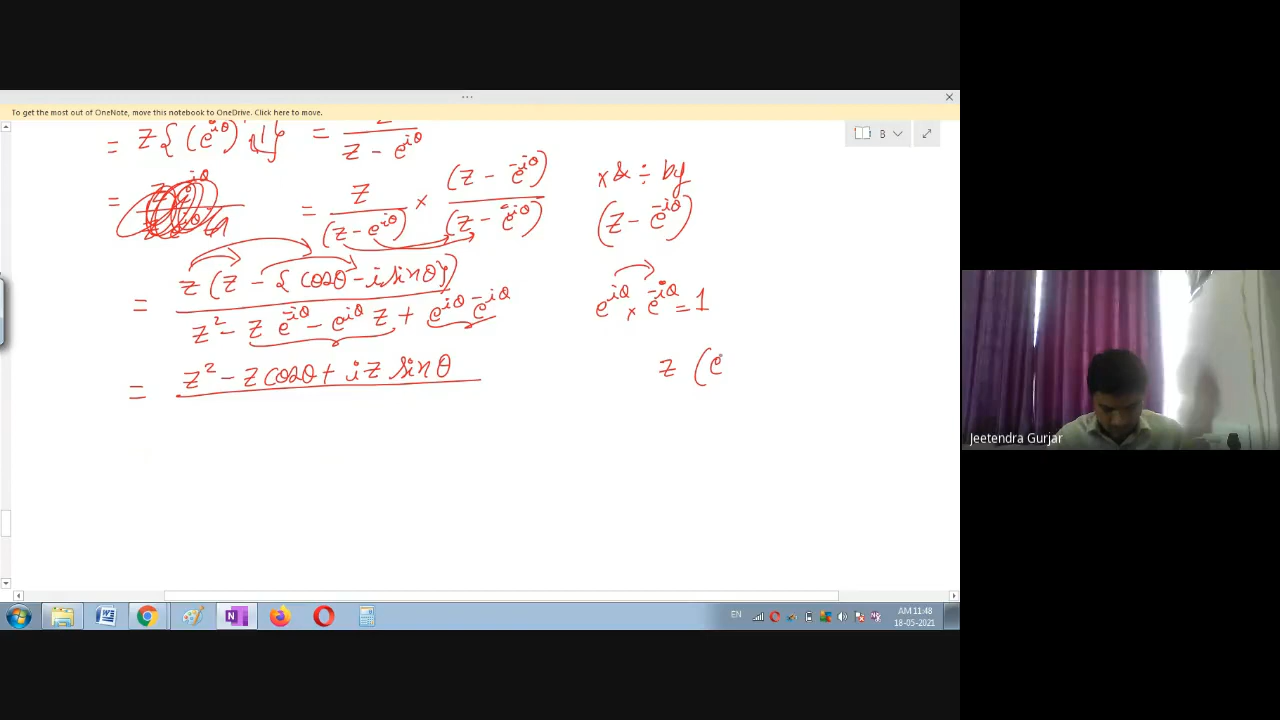 To get the most out of OneNote, move this notebook to OneDrive. Click here to move.
= z{(e^{iθ})^n · 1} = z / (z - e^{iθ})
= z / (z - e^{iθ}) × (z - e^{-iθ}) / (z - e^{-iθ}) × & ÷ by
(z - e^{-iθ})
= z(z - {cosθ - i sinθ}) / (z² - z e^{-iθ} - e^{iθ} z + e^{iθ} e^{-iθ}) e^{iθ} × e^{-iθ} = 1
= z² - z cosθ + i z sinθ z (e
Jeetendra Gurjar
EN
AM 11:48
18-05-2021